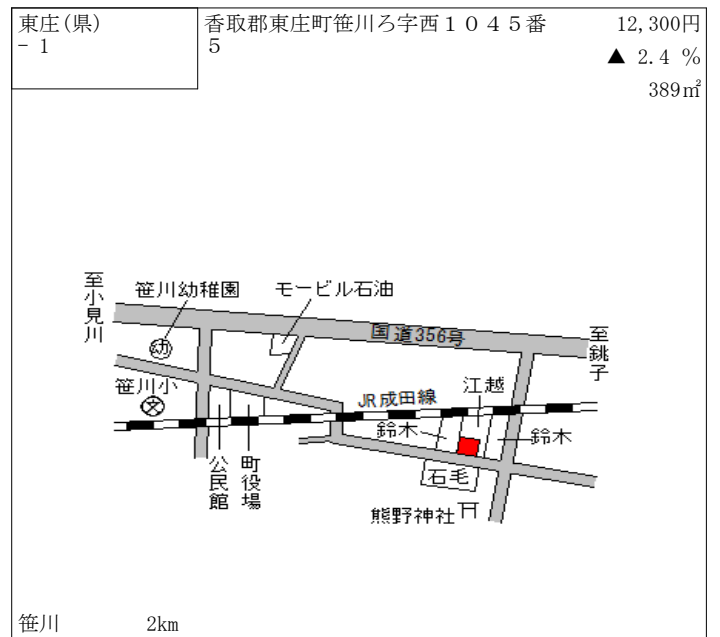 東庄(県)
- 1
香取郡東庄町笹川ろ字西１０４５番
５
12,300円
▲ 2.4 %
389㎡
至小見川
笹川幼稚園
モービル石油
国道356号
至銚子
幼
笹川小
文
JR成田線
江越
鈴木
鈴木
公民館
町役場
石毛
熊野神社
笹川 2km